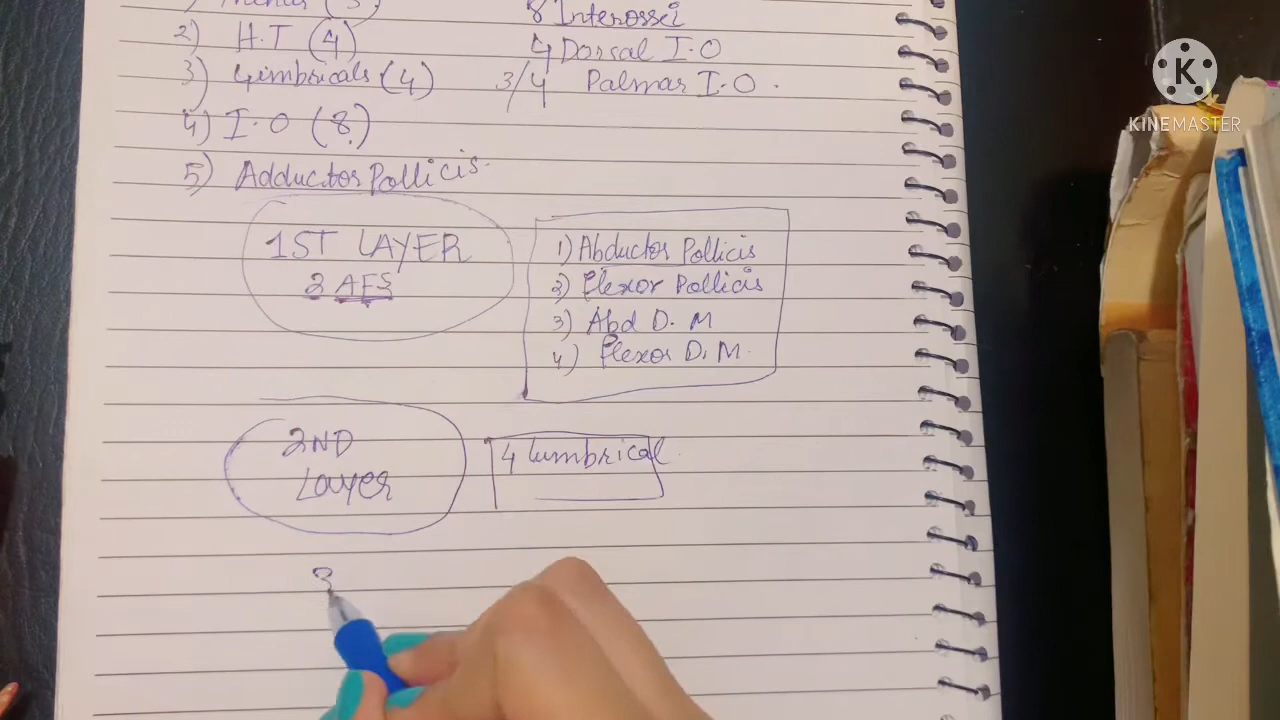 8 Interossei
2) H.T (4)
4 Dorsal I.O
3) Lumbricals (4)
3/4 Palmar I.O.
4) I.O (8)
5) Adductor Pollicis.
1ST LAYER
2 AFS
1) Abductor Pollicis
2) Flexor Pollicis
3) Abd D. M
4) Flexor D. M.
2ND
Layer
4 lumbrical
3
K
KINEMASTER